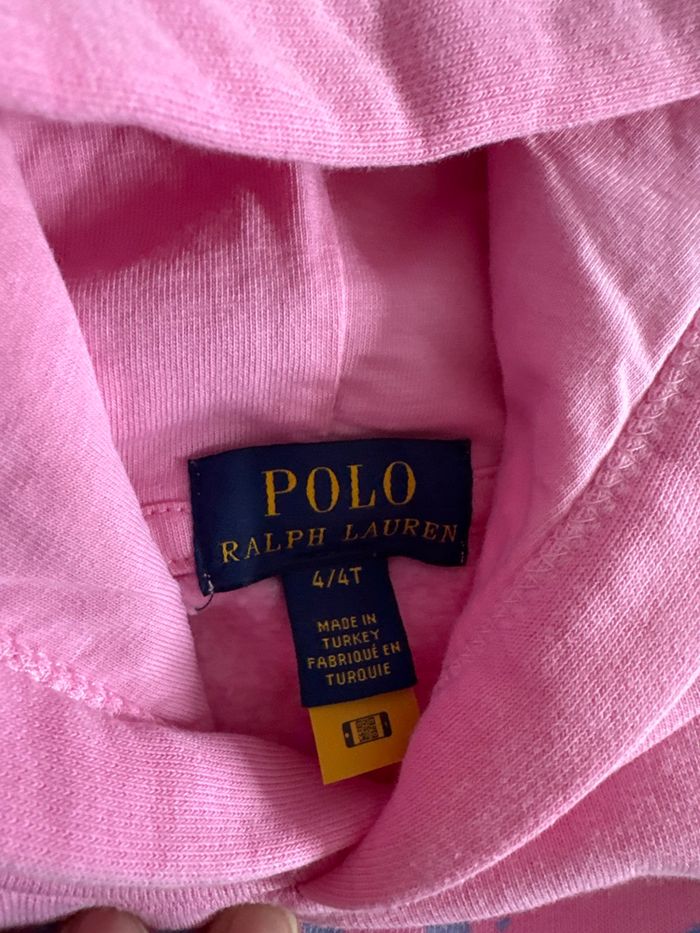 POLO
RALPH LAUREN
4/4T
MADE IN
TURKEY
FABRIQUÉ EN
TURQUIE